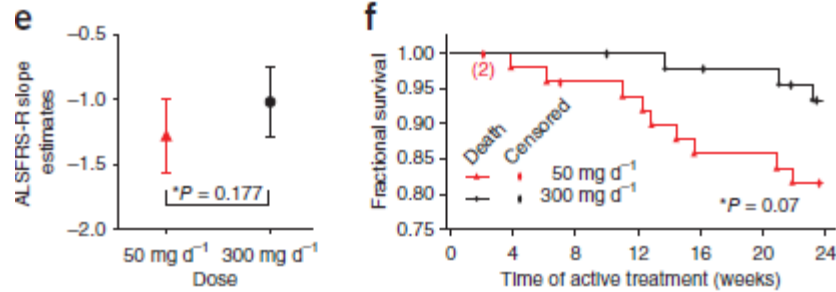 e
ALSFRS-R slope
estimates
−0.5
−1.0
−1.5
−2.0
*P = 0.177
50 mg d⁻¹
300 mg d⁻¹
Dose
f
Fractional survival
1.00
0.95
0.90
0.85
0.80
0.75
(2)
Death
Censored
50 mg d⁻¹
300 mg d⁻¹
*P = 0.07
0
4
8
12
16
20
24
Time of active treatment (weeks)